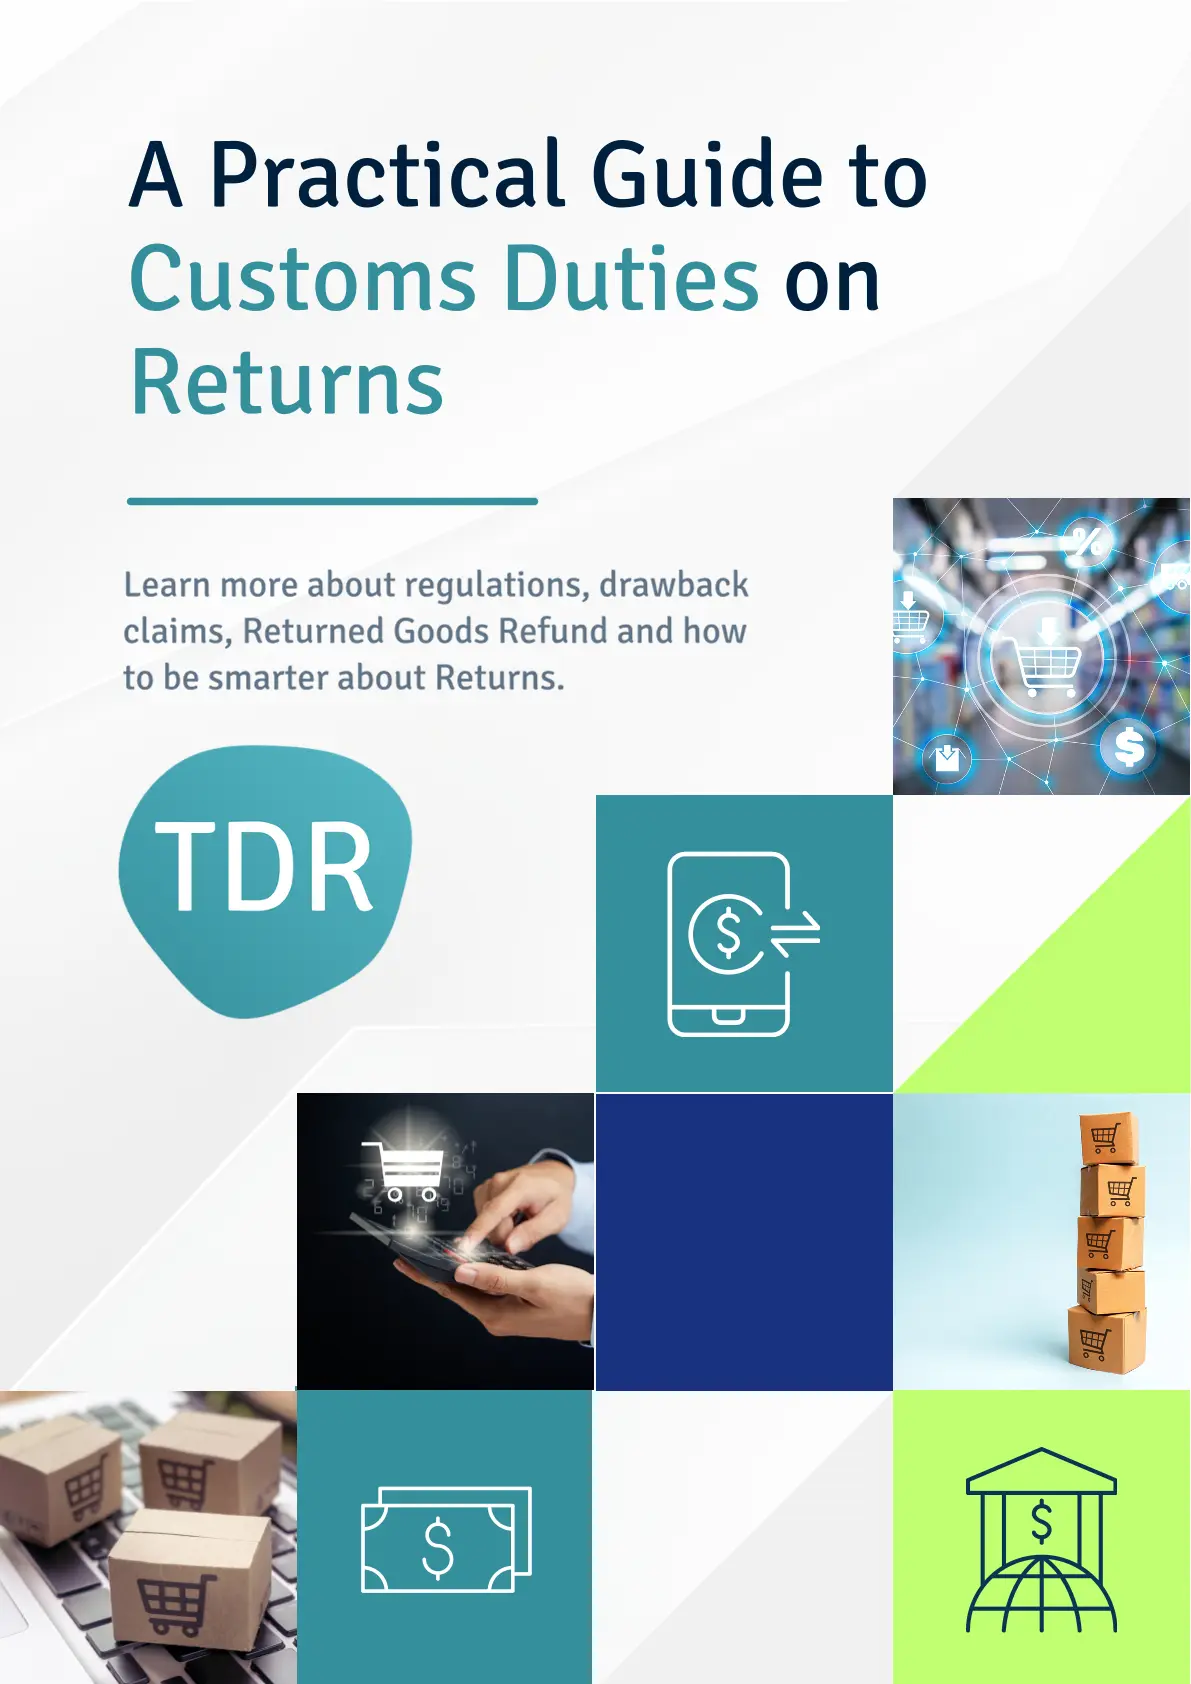 A Practical Guide to
Customs Duties on
Returns
Learn more about regulations, drawback
claims, Returned Goods Refund and how
to be smarter about Returns.
%
$
TDR
$
$
$